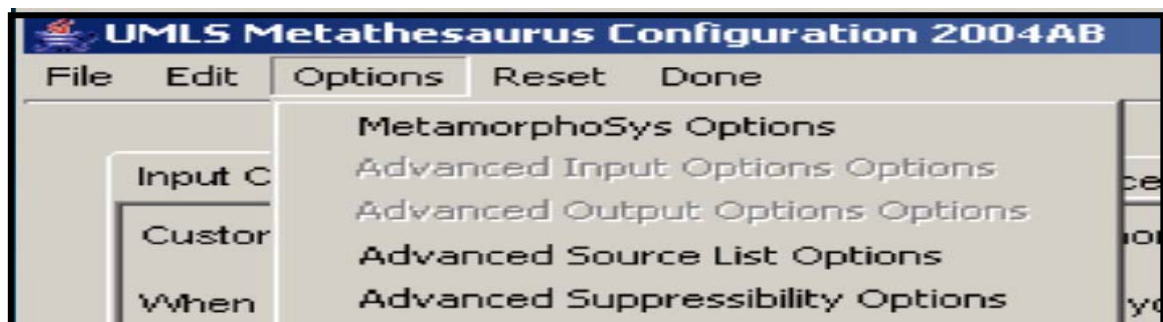 UMLS Metathesaurus Configuration 2004AB
File Edit Options Reset Done
MetamorphoSys Options
Advanced Input Options Options
Advanced Output Options Options
Advanced Source List Options
Advanced Suppressibility Options
Input C
Custor
When